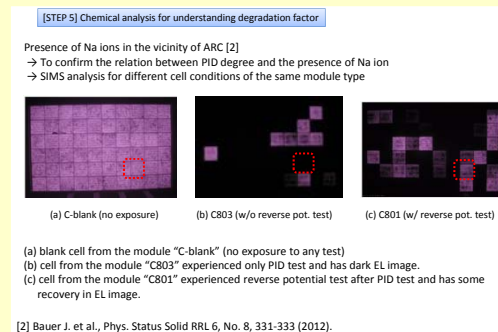 [STEP 5] Chemical analysis for understanding degradation factor
Presence of Na ions in the vicinity of ARC [2]
→ To confirm the relation between PID degree and the presence of Na ion
→ SIMS analysis for different cell conditions of the same module type
(a) C-blank (no exposure)
(b) C803 (w/o reverse pot. test)
(c) C801 (w/ reverse pot. test)
(a) blank cell from the module “C-blank” (no exposure to any test)
(b) cell from the module “C803” experienced only PID test and has dark EL image.
(c) cell from the module “C801” experienced reverse potential test after PID test and has some
recovery in EL image.
[2] Bauer J. et al., Phys. Status Solid RRL 6, No. 8, 331-333 (2012).